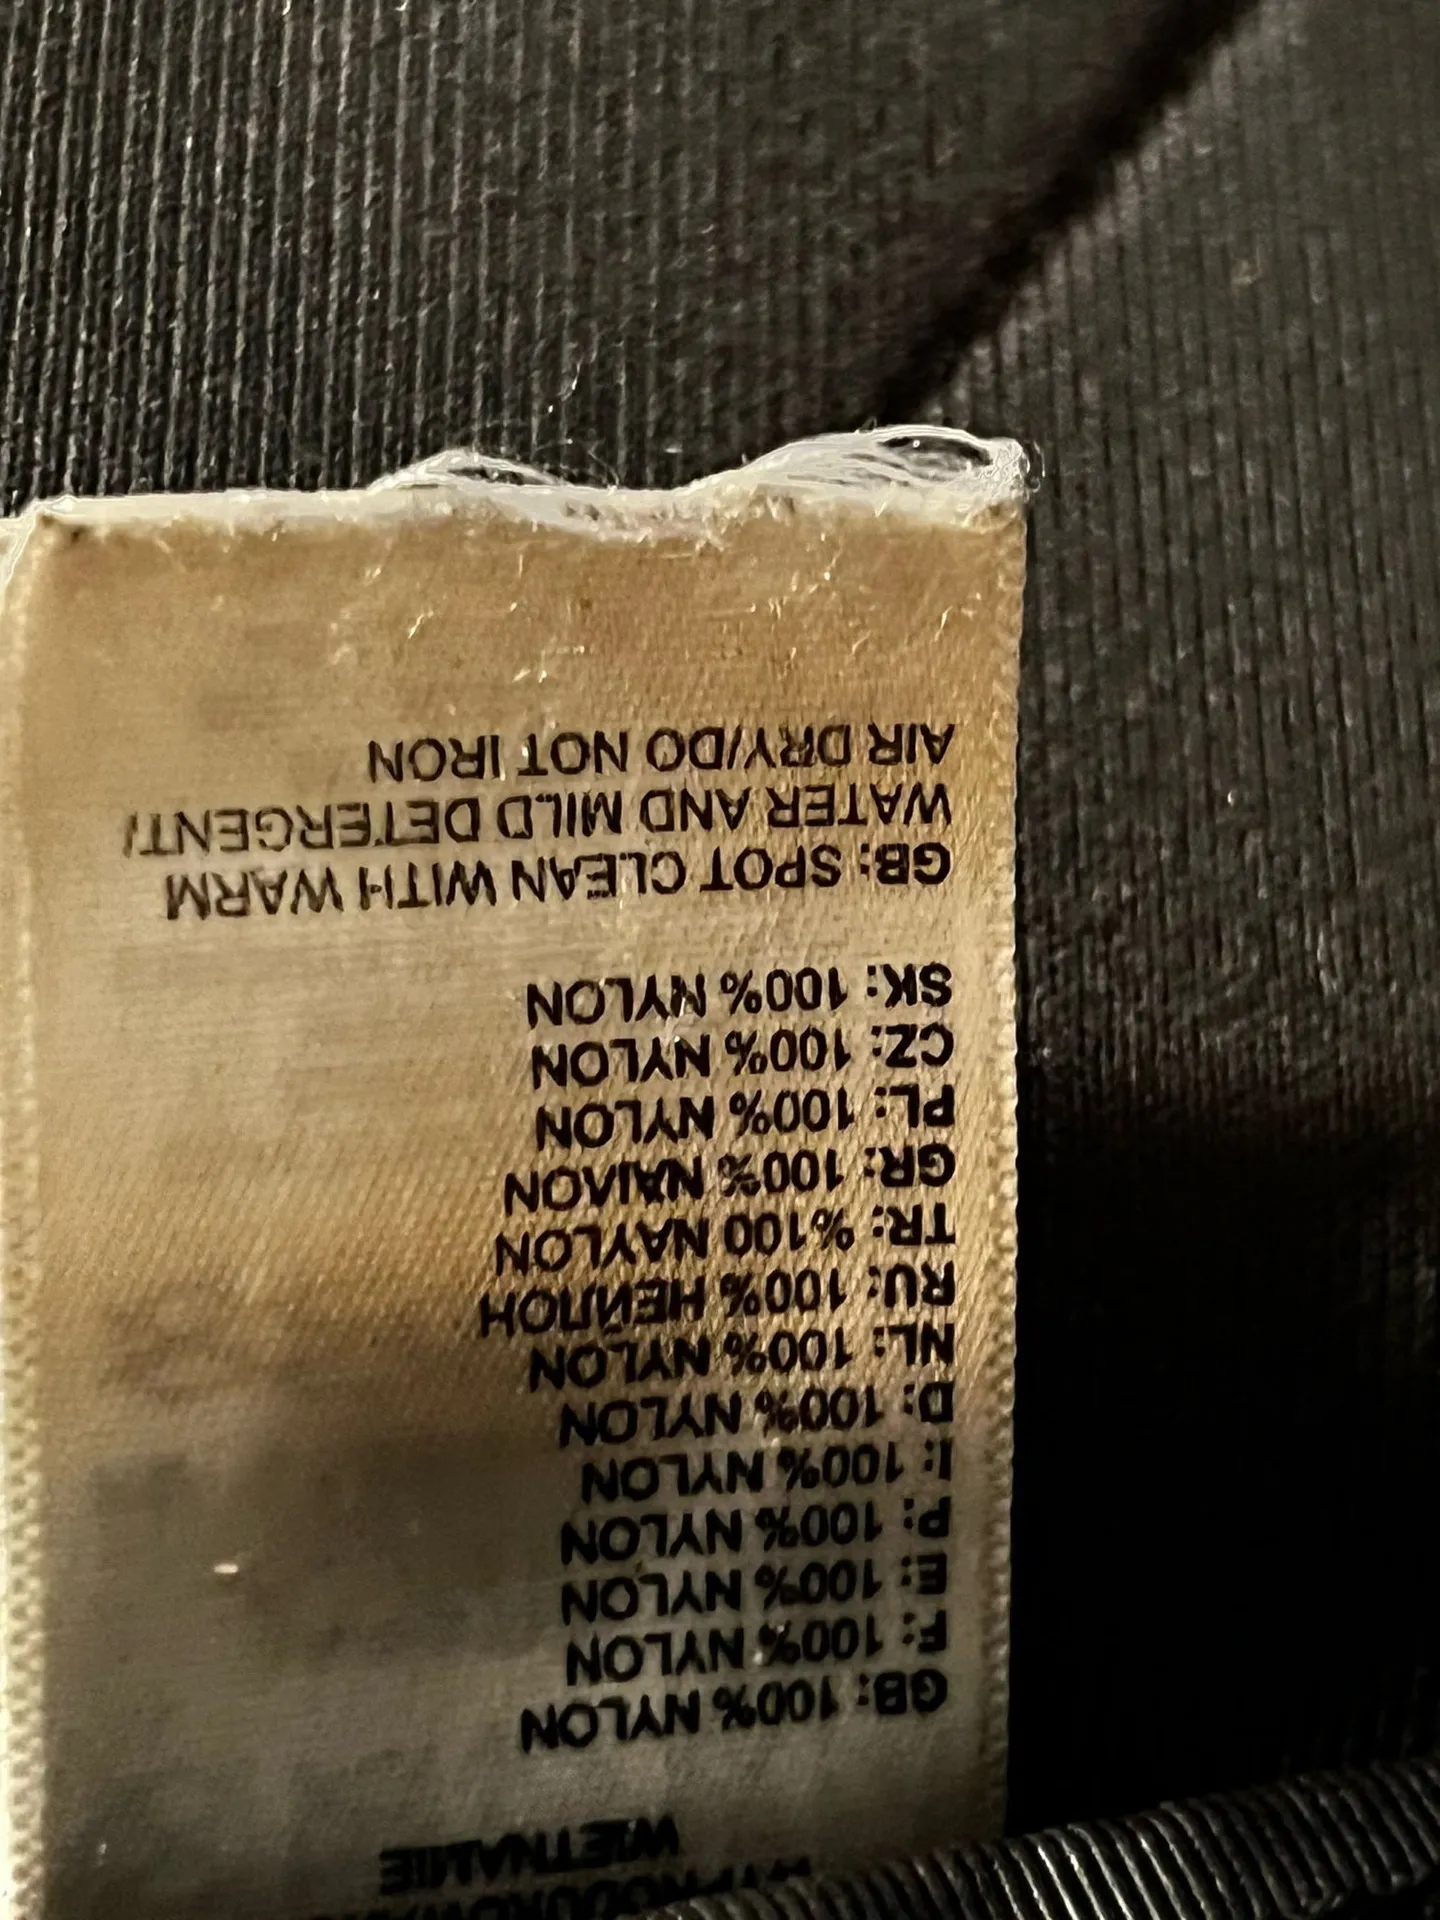 WIETNAMIE
GB: 100% NYLON
F: 100% NYLON
E: 100% NYLON
P: 100% NYLON
I: 100% NYLON
D: 100% NYLON
NL: 100% NYLON
RU: 100% НЕЙЛОН
TR: %100 NAYLON
GR: 100% ΝΑΙΛΟΝ
PL: 100% NYLON
CZ: 100% NYLON
SK: 100% NYLON
GB: SPOT CLEAN WITH WARM
WATER AND MILD DETERGENT/
AIR DRY/DO NOT IRON